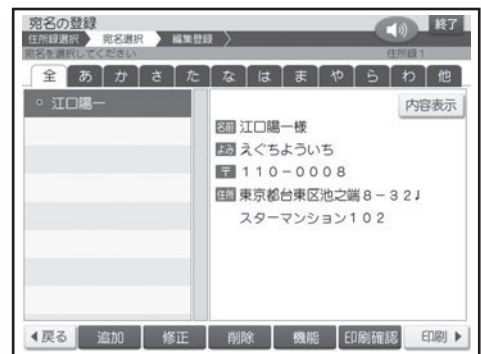 宛名の登録
終了
住所録選択 宛名選択 編集登録
宛名を選択してください 住所録1
全 あ か さ た な は ま や ら わ 他
江口陽一
内容表示
名前 江口陽一様
よみ えぐちよういち
〒 110-0008
住所 東京都台東区池之端8-32♩
スターマンション102
戻る 追加 修正 削除 機能 印刷確認 印刷